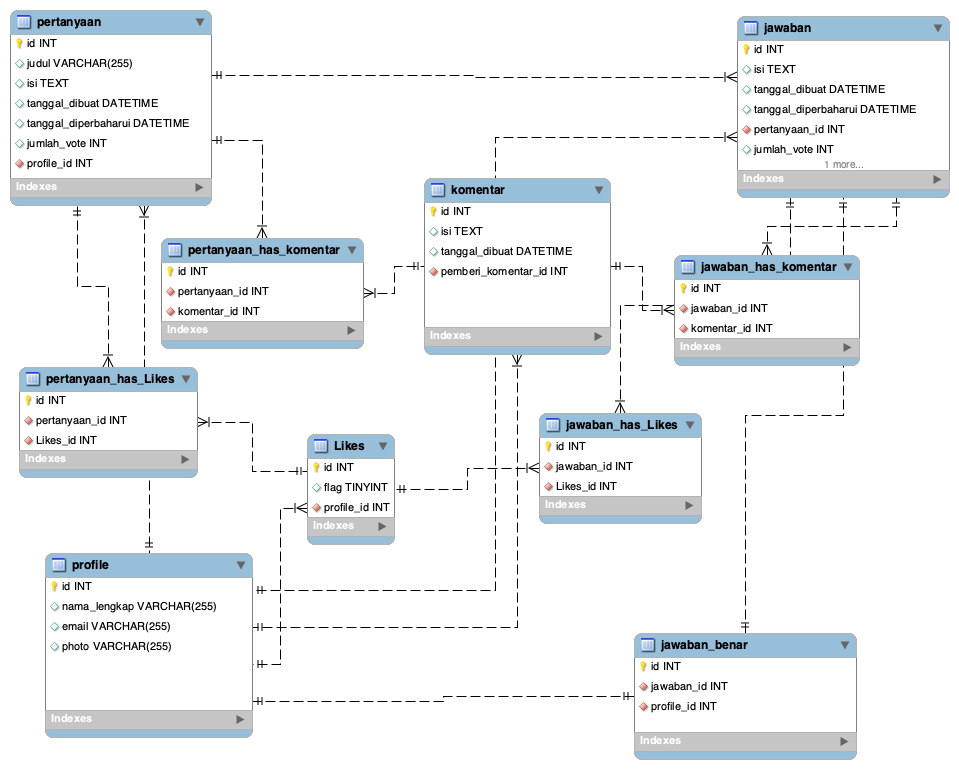 pertanyaan
id INT
judul VARCHAR(255)
isi TEXT
tanggal_dibuat DATETIME
tanggal_diperbaharui DATETIME
jumlah_vote INT
profile_id INT
Indexes
jawaban
id INT
isi TEXT
tanggal_dibuat DATETIME
tanggal_diperbaharui DATETIME
pertanyaan_id INT
jumlah_vote INT
1 more...
Indexes
komentar
id INT
isi TEXT
tanggal_dibuat DATETIME
pemberi_komentar_id INT
Indexes
pertanyaan_has_komentar
id INT
pertanyaan_id INT
komentar_id INT
Indexes
jawaban_has_komentar
id INT
jawaban_id INT
komentar_id INT
Indexes
pertanyaan_has_Likes
id INT
pertanyaan_id INT
Likes_id INT
Indexes
Likes
id INT
flag TINYINT
profile_id INT
Indexes
jawaban_has_Likes
id INT
jawaban_id INT
Likes_id INT
Indexes
profile
id INT
nama_lengkap VARCHAR(255)
email VARCHAR(255)
photo VARCHAR(255)
Indexes
jawaban_benar
id INT
jawaban_id INT
profile_id INT
Indexes